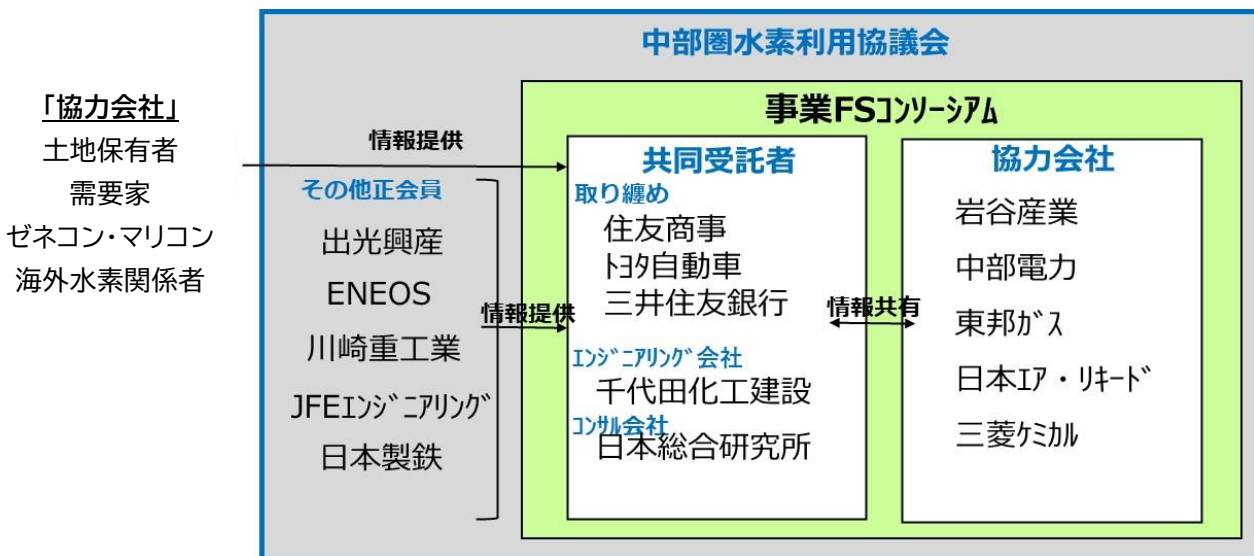 中部圏水素利用協議会
「協力会社」
土地保有者
需要家
ゼネコン・マリコン
海外水素関係者
情報提供
その他正会員
出光興産
ENEOS
川崎重工業
JFEｴﾝｼﾞﾆｱﾘﾝｸﾞ
日本製鉄
情報提供
事業FSｺﾝｿｰｼｱﾑ
共同受託者
取り纏め
住友商事
ﾄﾖﾀ自動車
三井住友銀行
ｴﾝｼﾞﾆｱﾘﾝｸﾞ会社
千代田化工建設
ｺﾝｻﾙ会社
日本総合研究所
情報共有
協力会社
岩谷産業
中部電力
東邦ｶﾞｽ
日本ｴｱ・ﾘｷｰﾄﾞ
三菱ｹﾐｶﾙ